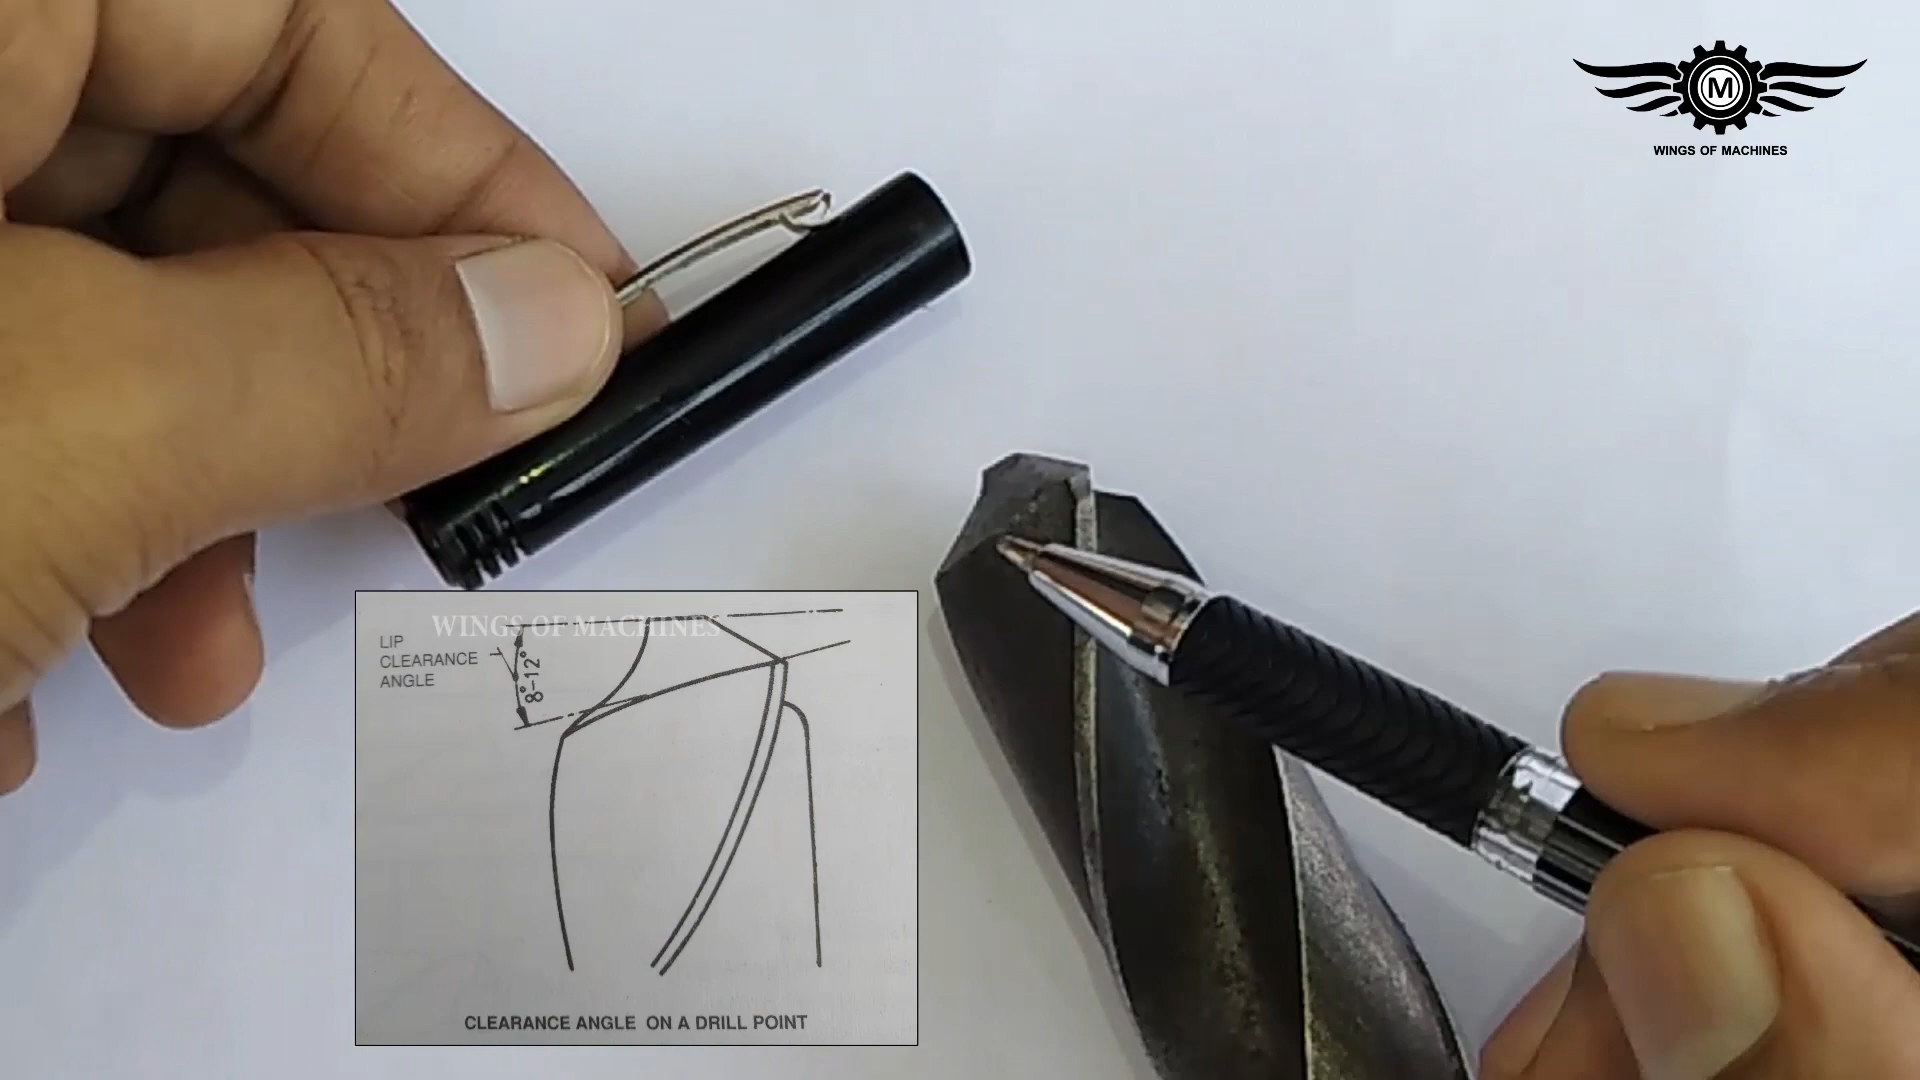 M
WINGS OF MACHINES
WINGS OF MACHINES
LIP
CLEARANCE
ANGLE
8°-12°
CLEARANCE ANGLE ON A DRILL POINT